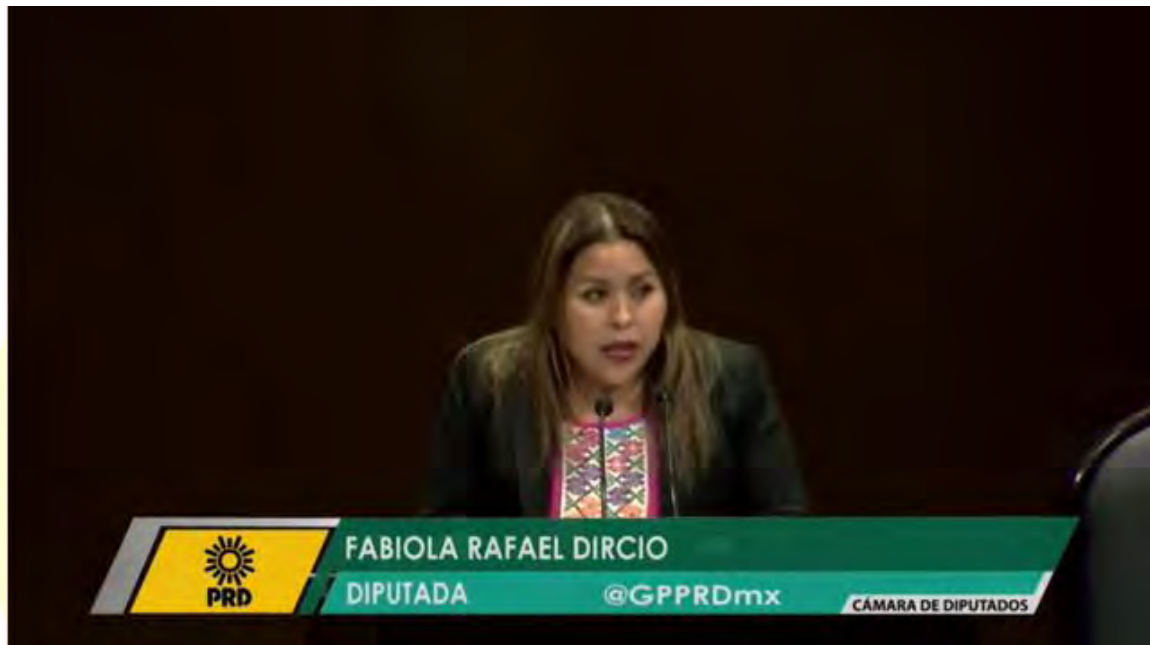 FABIOLA RAFAEL DIRCIO
PRD
DIPUTADA @GPPRDmx
CÁMARA DE DIPUTADOS